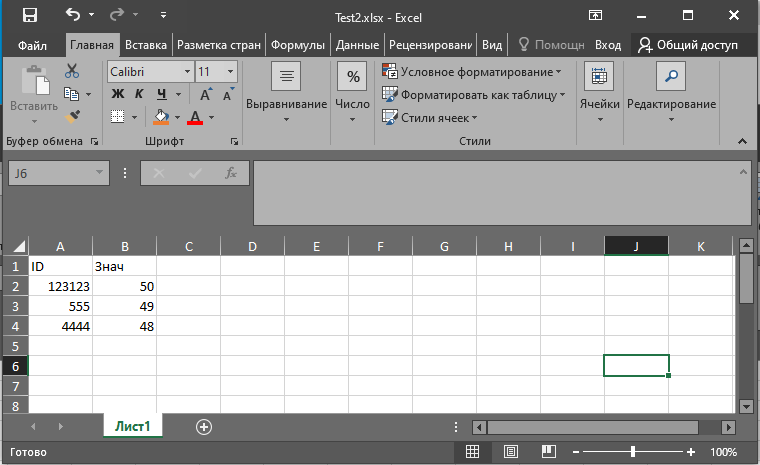 Test2.xlsx - Excel
Файл Главная Вставка Разметка стран Формулы Данные Рецензировани Вид Помощн Вход Общий доступ
Вставить
Буфер обмена
Calibri 11
Ж К Ч A A
A
Шрифт
Выравнивание
%
Число
Условное форматирование
Форматировать как таблицу
Стили ячеек
Стили
Ячейки
Редактирование
J6 fx
A B C D E F G H I J K
1 ID Знач
2 123123 50
3 555 49
4 4444 48
5
6
7
8
Лист1
Готово 100%